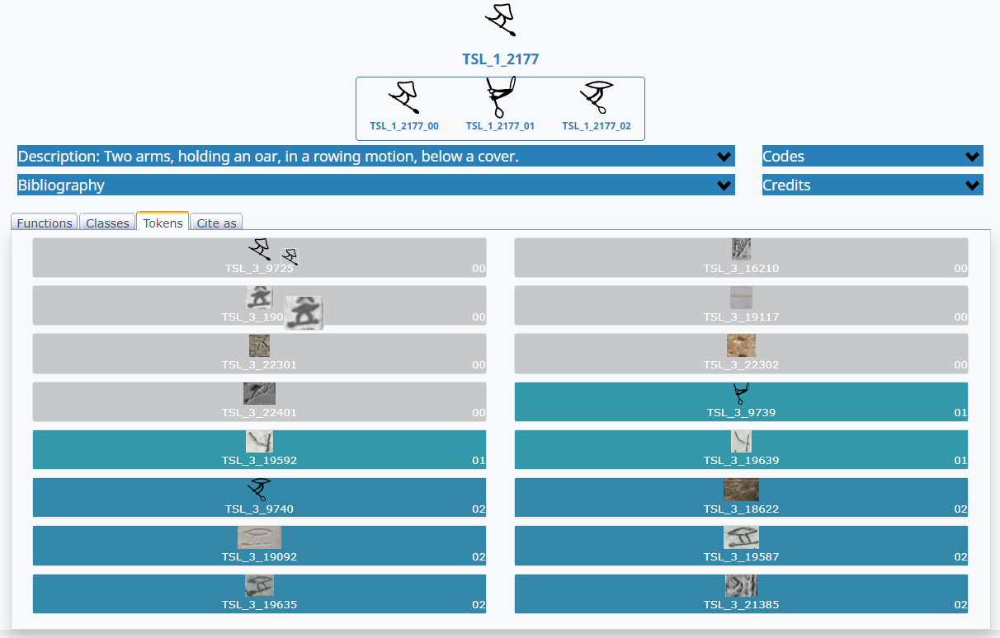 TSL_1_2177
TSL_1_2177_00 TSL_1_2177_01 TSL_1_2177_02
Description: Two arms, holding an oar, in a rowing motion, below a cover. Codes
Bibliography Credits
Functions Classes Tokens Cite as
TSL_3_9725 00 TSL_3_16210 00
TSL_3_190 00 TSL_3_19117 00
TSL_3_22301 00 TSL_3_22302 00
TSL_3_22401 00 TSL_3_9739 01
TSL_3_19592 01 TSL_3_19639 01
TSL_3_9740 02 TSL_3_18622 02
TSL_3_19092 02 TSL_3_19587 02
TSL_3_19635 02 TSL_3_21385 02